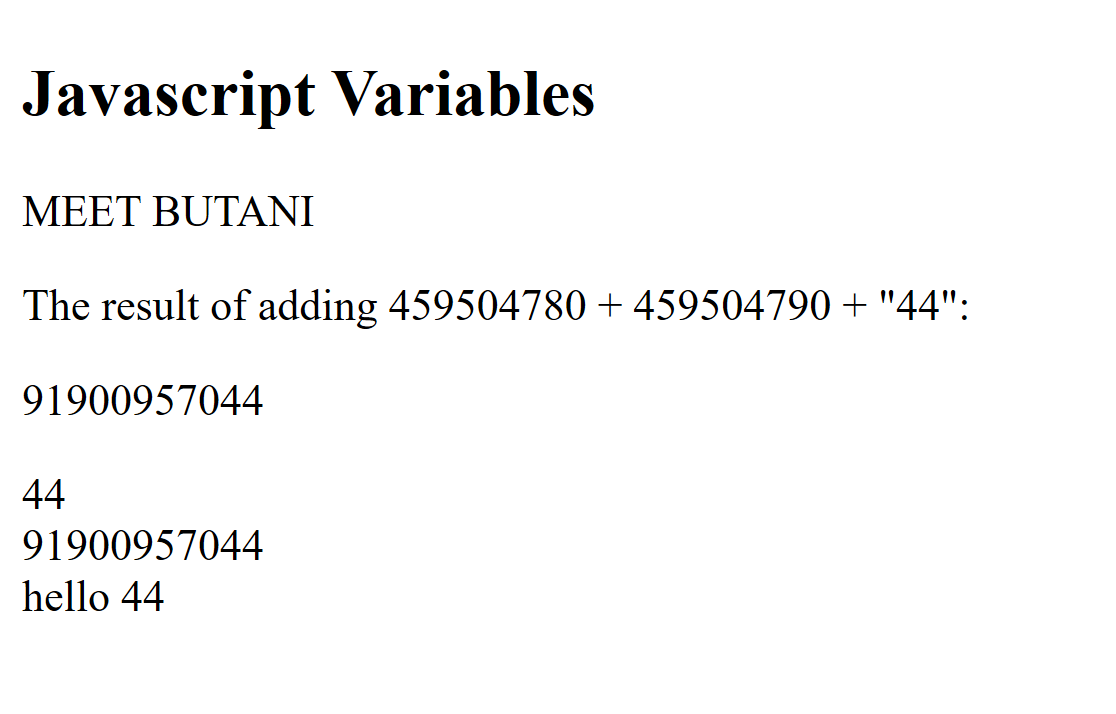 Javascript Variables
MEET BUTANI
The result of adding 459504780 + 459504790 + "44":
91900957044
44
91900957044
hello 44